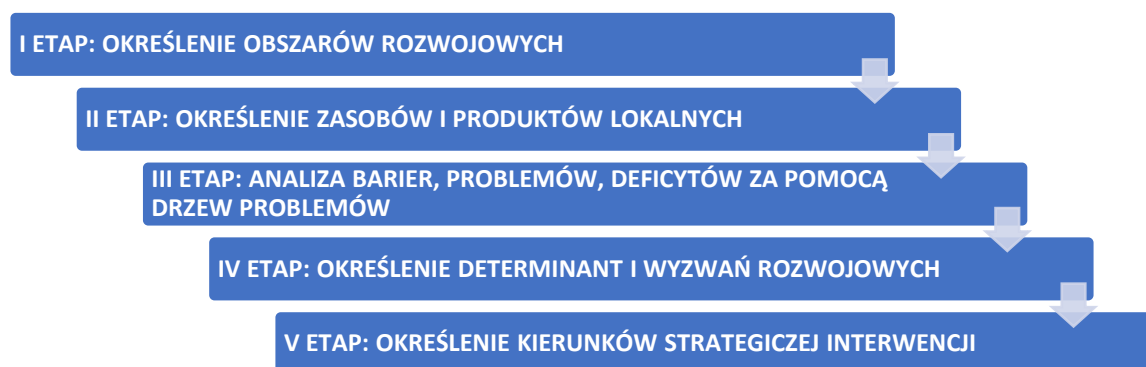 I ETAP: OKREŚLENIE OBSZARÓW ROZWOJOWYCH
II ETAP: OKREŚLENIE ZASOBÓW I PRODUKTÓW LOKALNYCH
III ETAP: ANALIZA BARIER, PROBLEMÓW, DEFICYTÓW ZA POMOCĄ
DRZEW PROBLEMÓW
IV ETAP: OKREŚLENIE DETERMINANT I WYZWAŃ ROZWOJOWYCH
V ETAP: OKREŚLENIE KIERUNKÓW STRATEGICZEJ INTERWENCJI